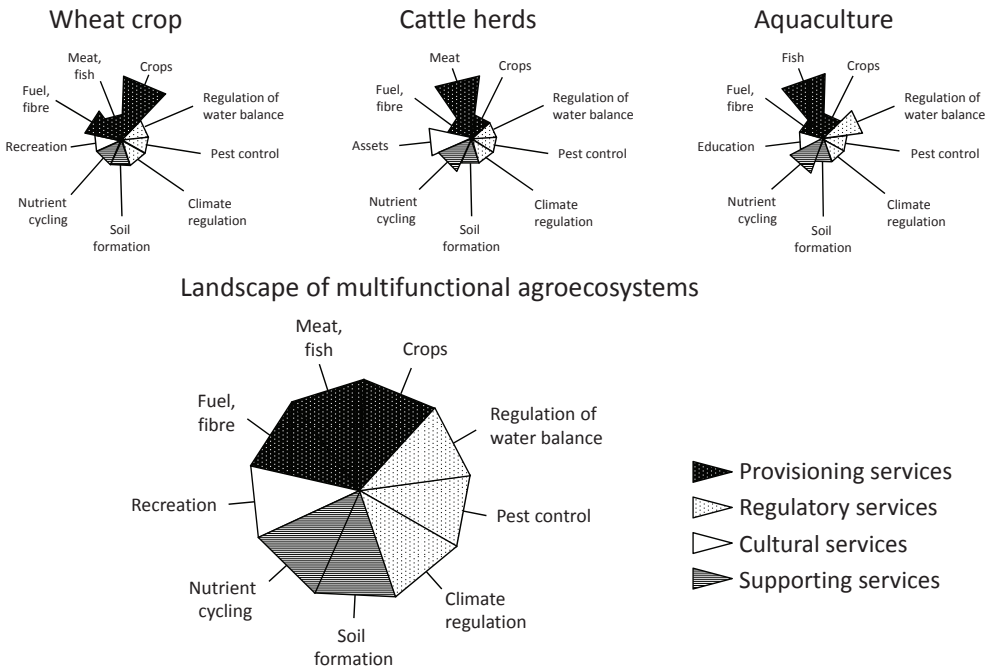 Wheat crop
Meat,
fish
Crops
Fuel,
fibre
Regulation of
water balance
Recreation
Pest control
Nutrient
cycling
Climate
regulation
Soil
formation
Cattle herds
Meat
Crops
Fuel,
fibre
Regulation of
water balance
Assets
Pest control
Nutrient
cycling
Climate
regulation
Soil
formation
Aquaculture
Fish
Crops
Fuel,
fibre
Regulation of
water balance
Education
Pest control
Nutrient
cycling
Climate
regulation
Soil
formation
Landscape of multifunctional agroecosystems
Meat,
fish
Crops
Fuel,
fibre
Regulation of
water balance
Recreation
Pest control
Nutrient
cycling
Climate
regulation
Soil
formation
Provisioning services
Regulatory services
Cultural services
Supporting services